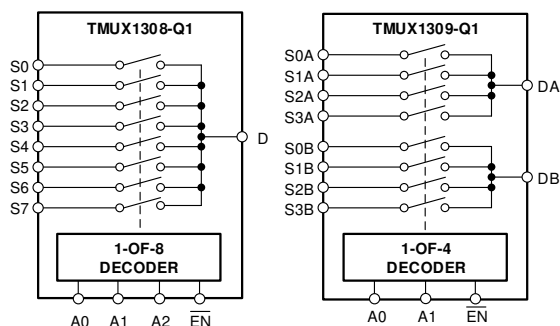 TMUX1308-Q1
S0
S1
S2
S3
S4
S5
S6
S7
D
1-OF-8
DECODER
A0 A1 A2 EN
TMUX1309-Q1
S0A
S1A
S2A
S3A
DA
S0B
S1B
S2B
S3B
DB
1-OF-4
DECODER
A0 A1 EN